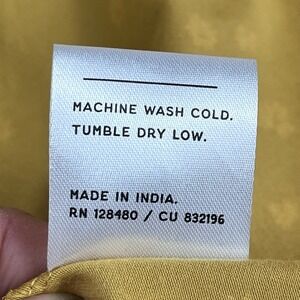 MACHINE WASH COLD.
TUMBLE DRY LOW.
MADE IN INDIA.
RN 128480 / CU 832196